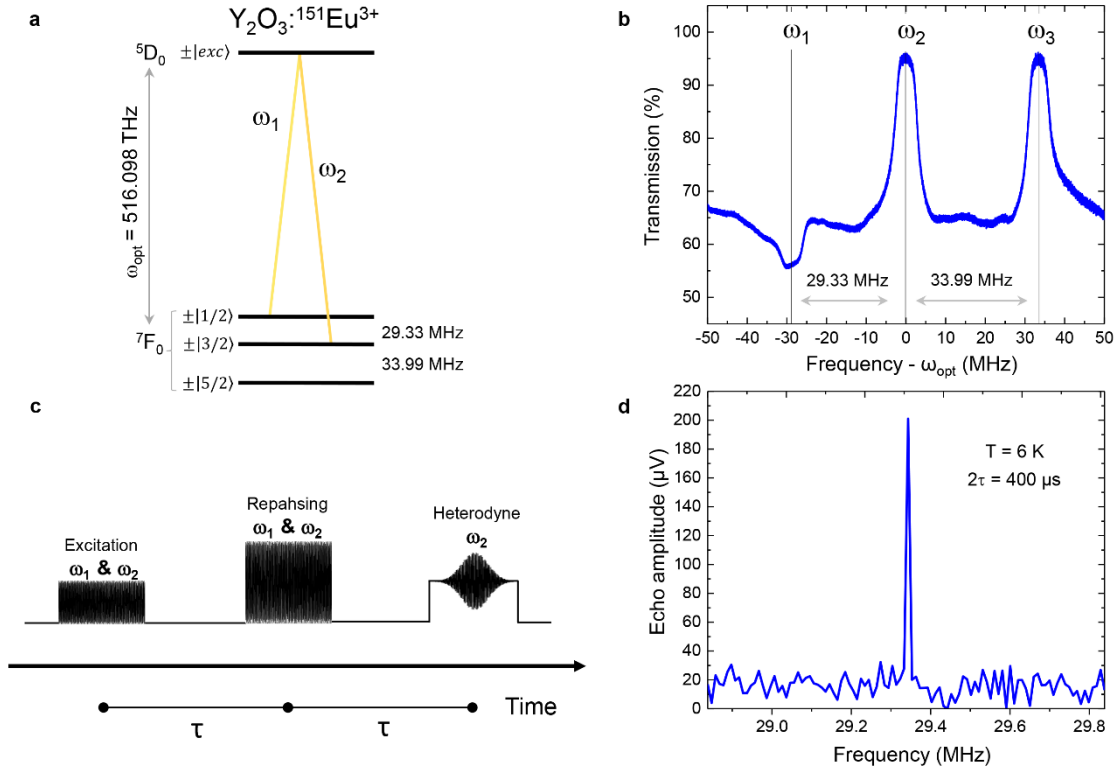 a
Y₂O₃:¹⁵¹Eu³⁺
⁵D₀
±|exc⟩
ω₁
ω₂
ω_opt = 516.098 THz
±|1/2⟩
⁷F₀
±|3/2⟩
±|5/2⟩
29.33 MHz
33.99 MHz
b
ω₁
ω₂
ω₃
Transmission (%)
100
90
80
70
60
50
29.33 MHz
33.99 MHz
-50 -40 -30 -20 -10 0 10 20 30 40 50
Frequency - ω_opt (MHz)
c
Excitation
ω₁ & ω₂
Repahsing
ω₁ & ω₂
Heterodyne
ω₂
Time
τ
τ
d
Echo amplitude (µV)
220
200
180
160
140
120
100
80
60
40
20
0
T = 6 K
2τ = 400 µs
29.0 29.2 29.4 29.6 29.8
Frequency (MHz)